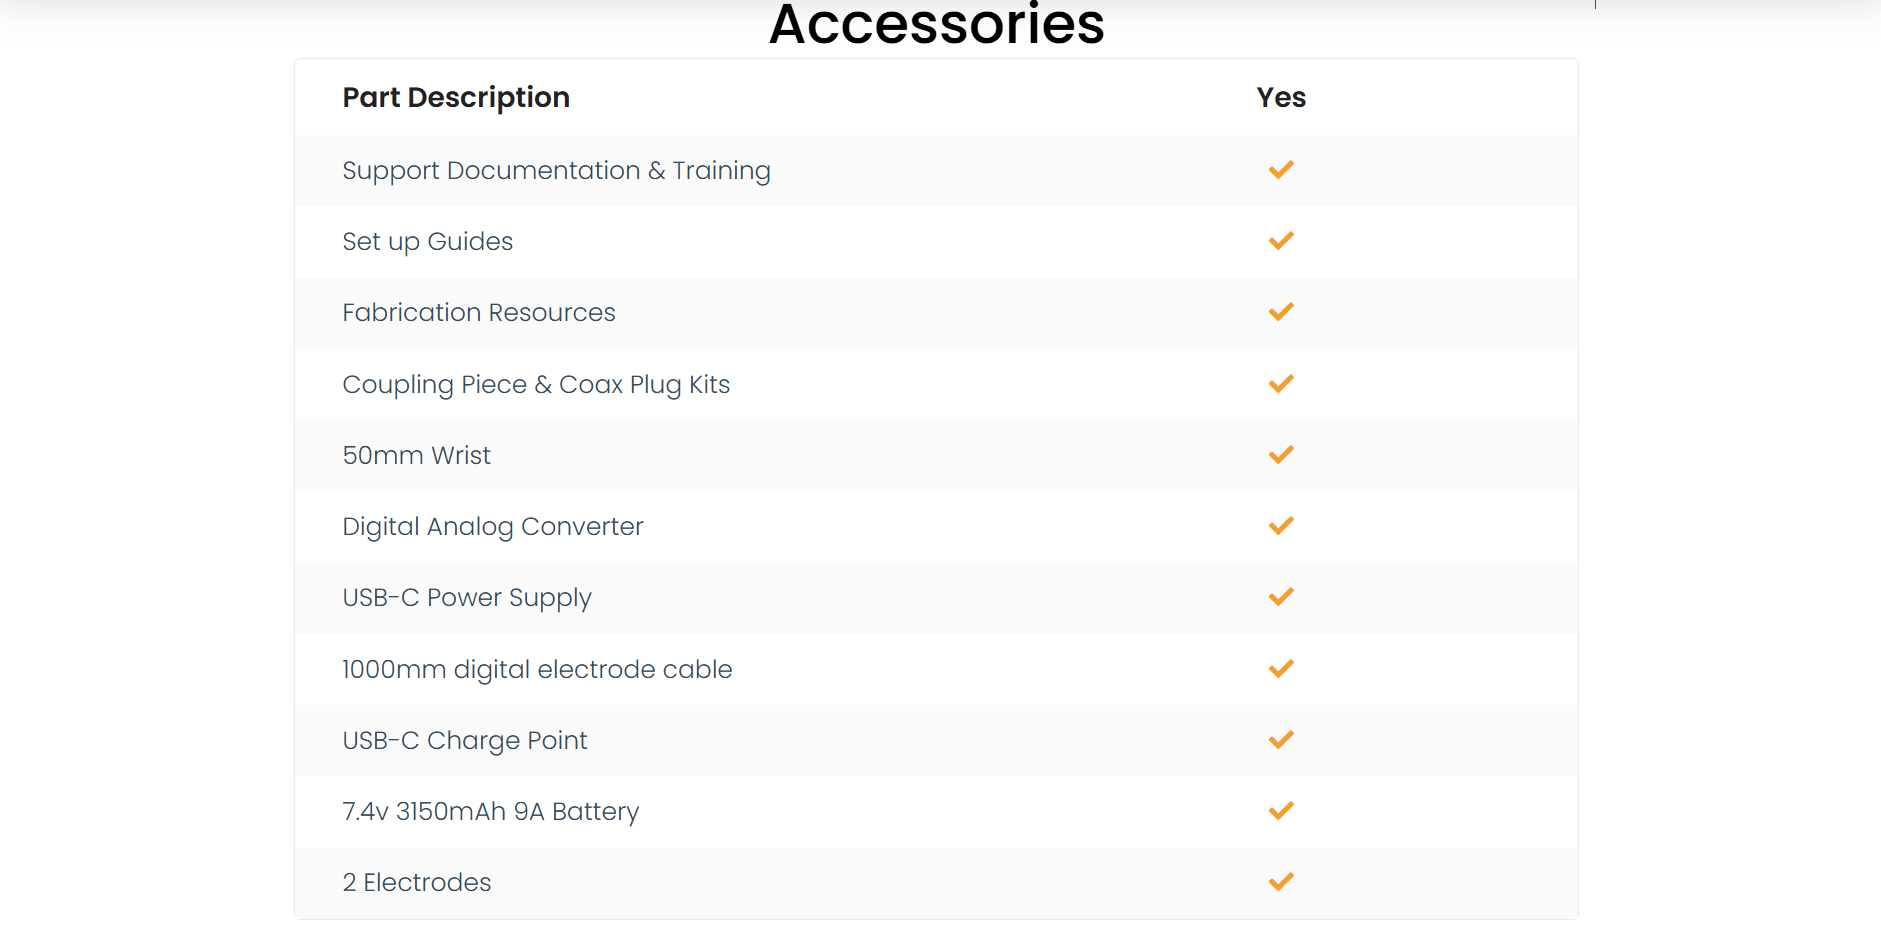 Accessories
Part Description Yes
Support Documentation & Training
Set up Guides
Fabrication Resources
Coupling Piece & Coax Plug Kits
50mm Wrist
Digital Analog Converter
USB-C Power Supply
1000mm digital electrode cable
USB-C Charge Point
7.4v 3150mAh 9A Battery
2 Electrodes